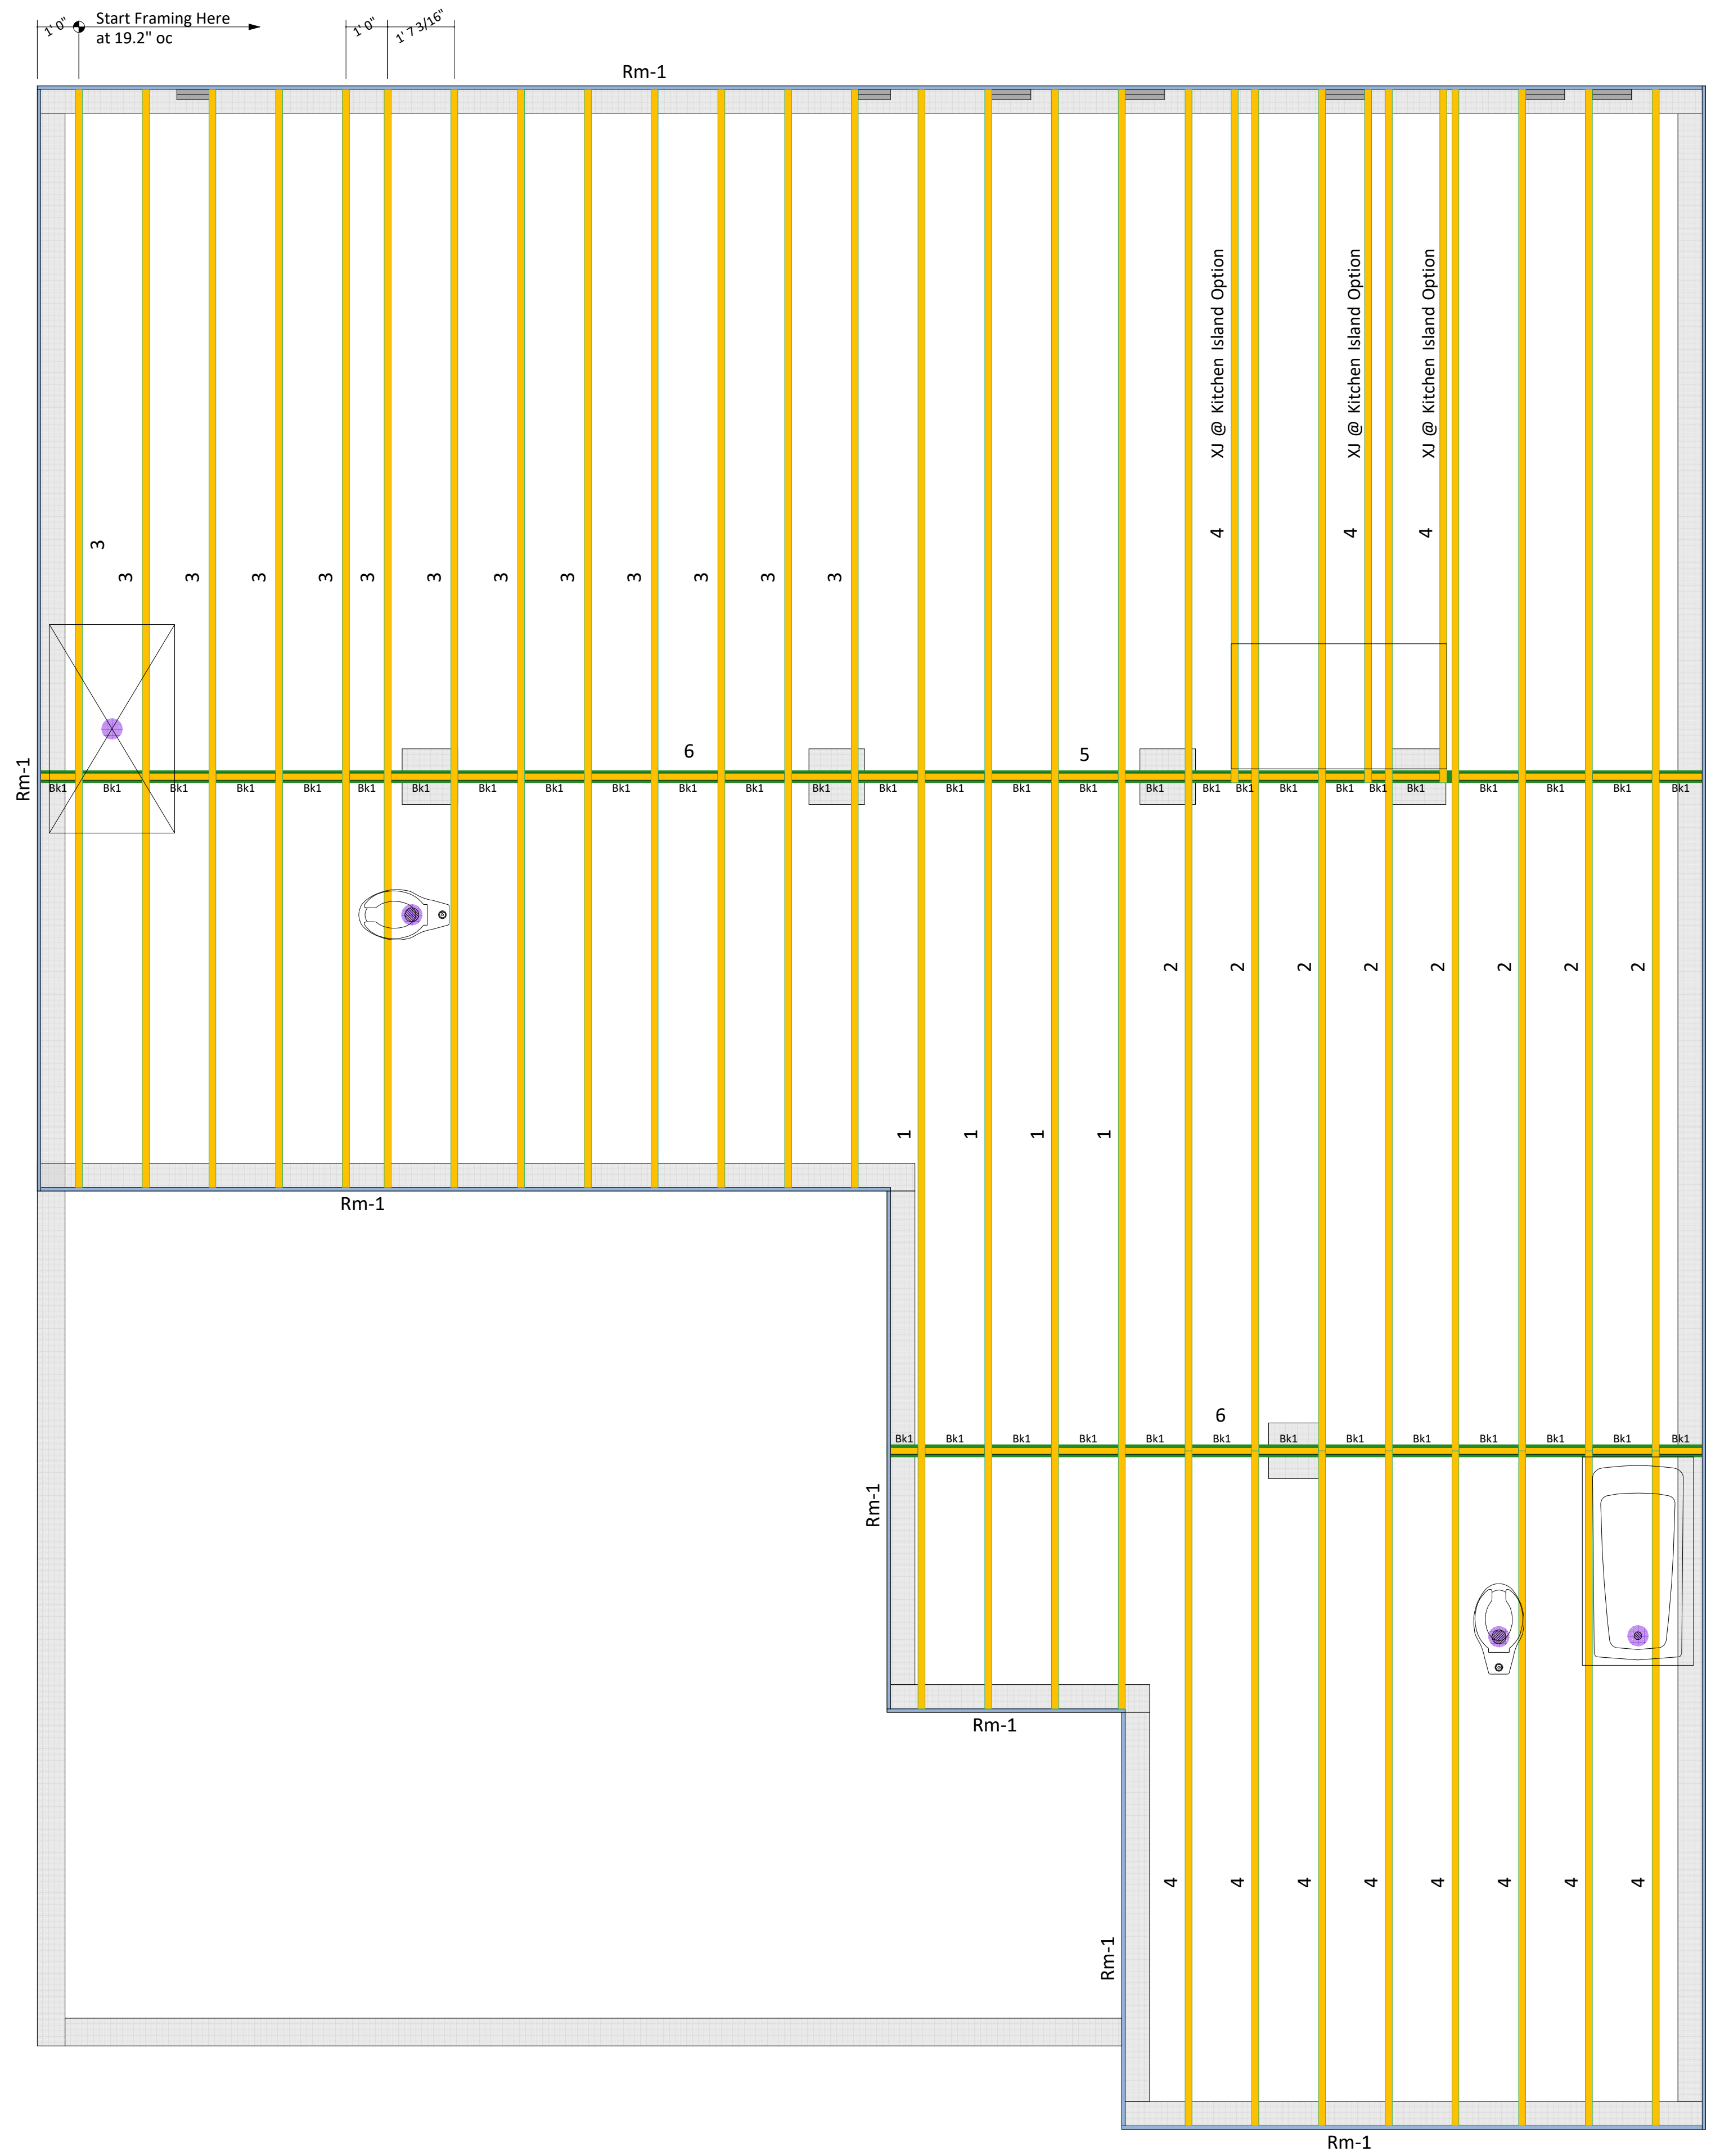 1' 0"
Start Framing Here
at 19.2" oc
1' 0"
1' 7 3/16"
Rm-1
XJ @ Kitchen Island Option
XJ @ Kitchen Island Option
XJ @ Kitchen Island Option
4 4 4
3
3 3 3 3 3 3 3 3 3 3 3 3
6 5
Rm-1
Bk1 Bk1 Bk1 Bk1 Bk1 Bk1 Bk1 Bk1 Bk1 Bk1 Bk1 Bk1 Bk1 Bk1 Bk1 Bk1 Bk1 Bk1 Bk1 Bk1 Bk1 Bk1 Bk1 Bk1 Bk1 Bk1 Bk1 Bk1
2 2 2 2 2 2 2 2
1 1 1 1
Rm-1
6
Bk1 Bk1 Bk1 Bk1 Bk1 Bk1 Bk1 Bk1 Bk1 Bk1 Bk1 Bk1 Bk1
Rm-1
Rm-1
4 4 4 4 4 4 4 4
Rm-1
Rm-1